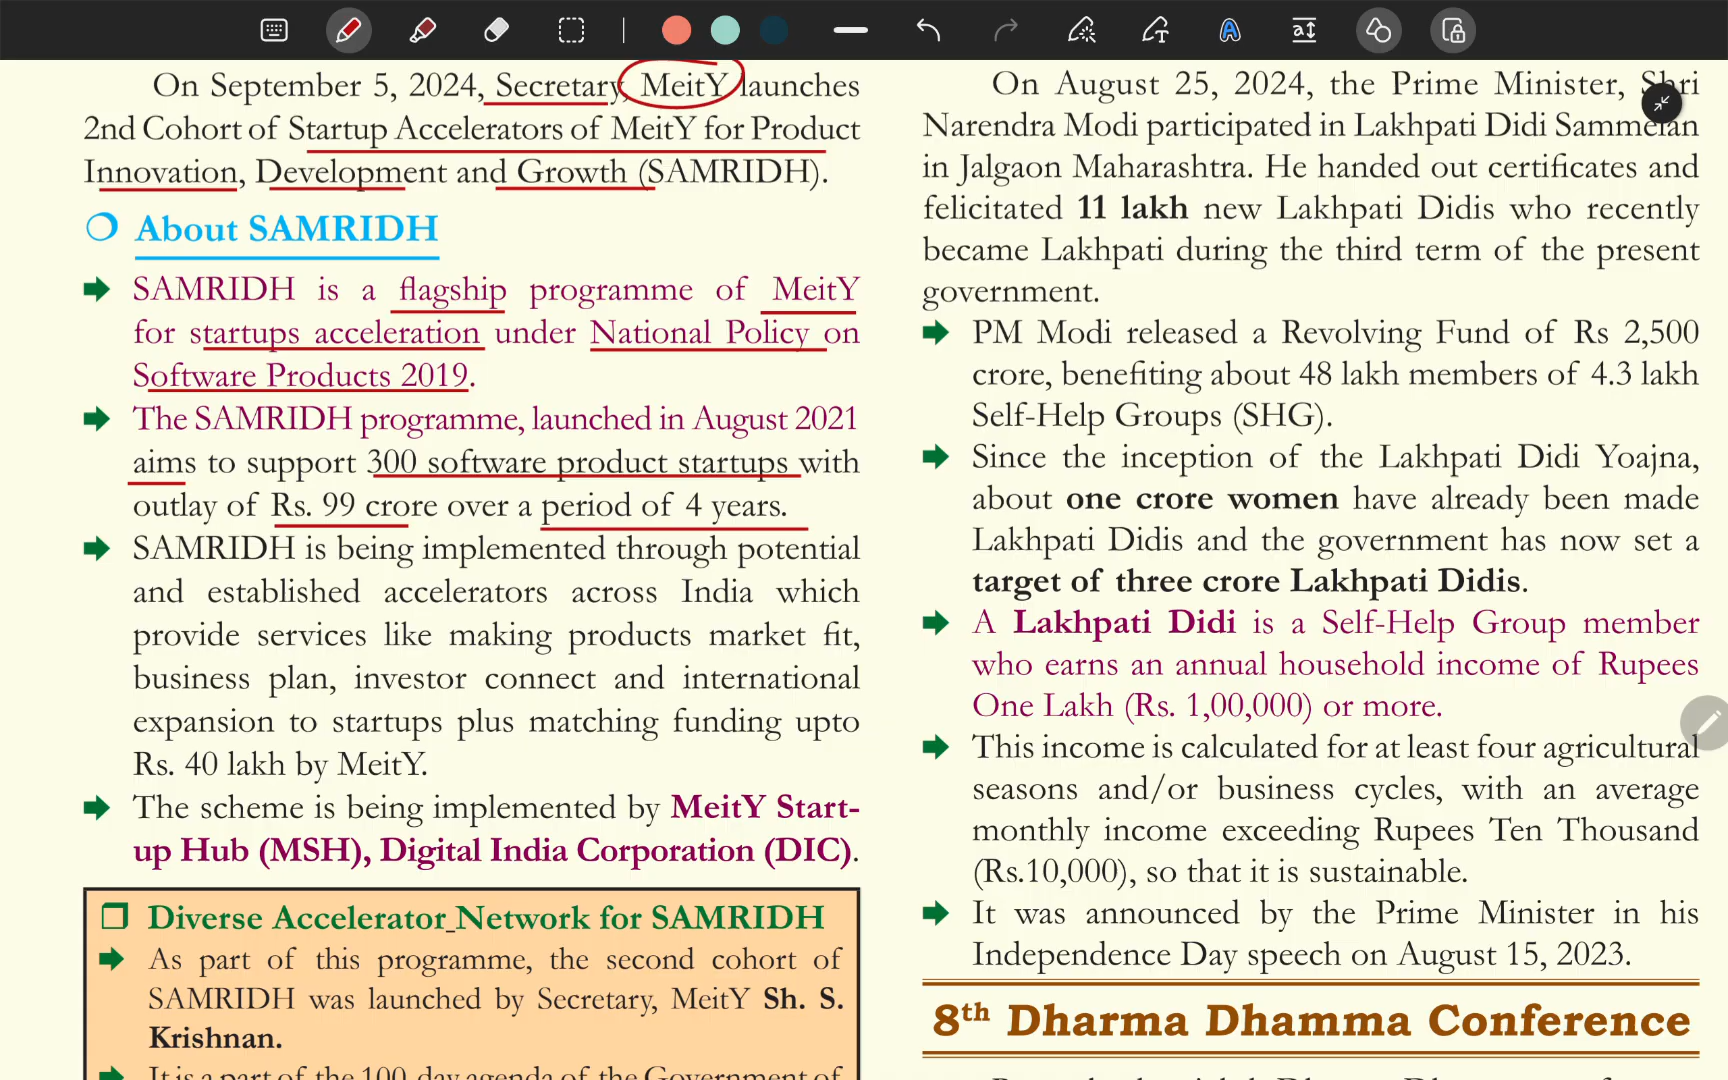 On September 5, 2024, Secretary, MeitY launches
2nd Cohort of Startup Accelerators of MeitY for Product
Innovation, Development and Growth (SAMRIDH).
About SAMRIDH
SAMRIDH is a flagship programme of MeitY
for startups acceleration under National Policy on
Software Products 2019.
The SAMRIDH programme, launched in August 2021
aims to support 300 software product startups with
outlay of Rs. 99 crore over a period of 4 years.
SAMRIDH is being implemented through potential
and established accelerators across India which
provide services like making products market fit,
business plan, investor connect and international
expansion to startups plus matching funding upto
Rs. 40 lakh by MeitY.
The scheme is being implemented by MeitY Start-
up Hub (MSH), Digital India Corporation (DIC).
Diverse Accelerator Network for SAMRIDH
As part of this programme, the second cohort of
SAMRIDH was launched by Secretary, MeitY Sh. S.
Krishnan.
It is a part of the 100-day agenda of the Government of
On August 25, 2024, the Prime Minister, Shri
Narendra Modi participated in Lakhpati Didi Sammelan
in Jalgaon Maharashtra. He handed out certificates and
felicitated 11 lakh new Lakhpati Didis who recently
became Lakhpati during the third term of the present
government.
PM Modi released a Revolving Fund of Rs 2,500
crore, benefiting about 48 lakh members of 4.3 lakh
Self-Help Groups (SHG).
Since the inception of the Lakhpati Didi Yoajna,
about one crore women have already been made
Lakhpati Didis and the government has now set a
target of three crore Lakhpati Didis.
A Lakhpati Didi is a Self-Help Group member
who earns an annual household income of Rupees
One Lakh (Rs. 1,00,000) or more.
This income is calculated for at least four agricultural
seasons and/or business cycles, with an average
monthly income exceeding Rupees Ten Thousand
(Rs.10,000), so that it is sustainable.
It was announced by the Prime Minister in his
Independence Day speech on August 15, 2023.
8th Dharma Dhamma Conference